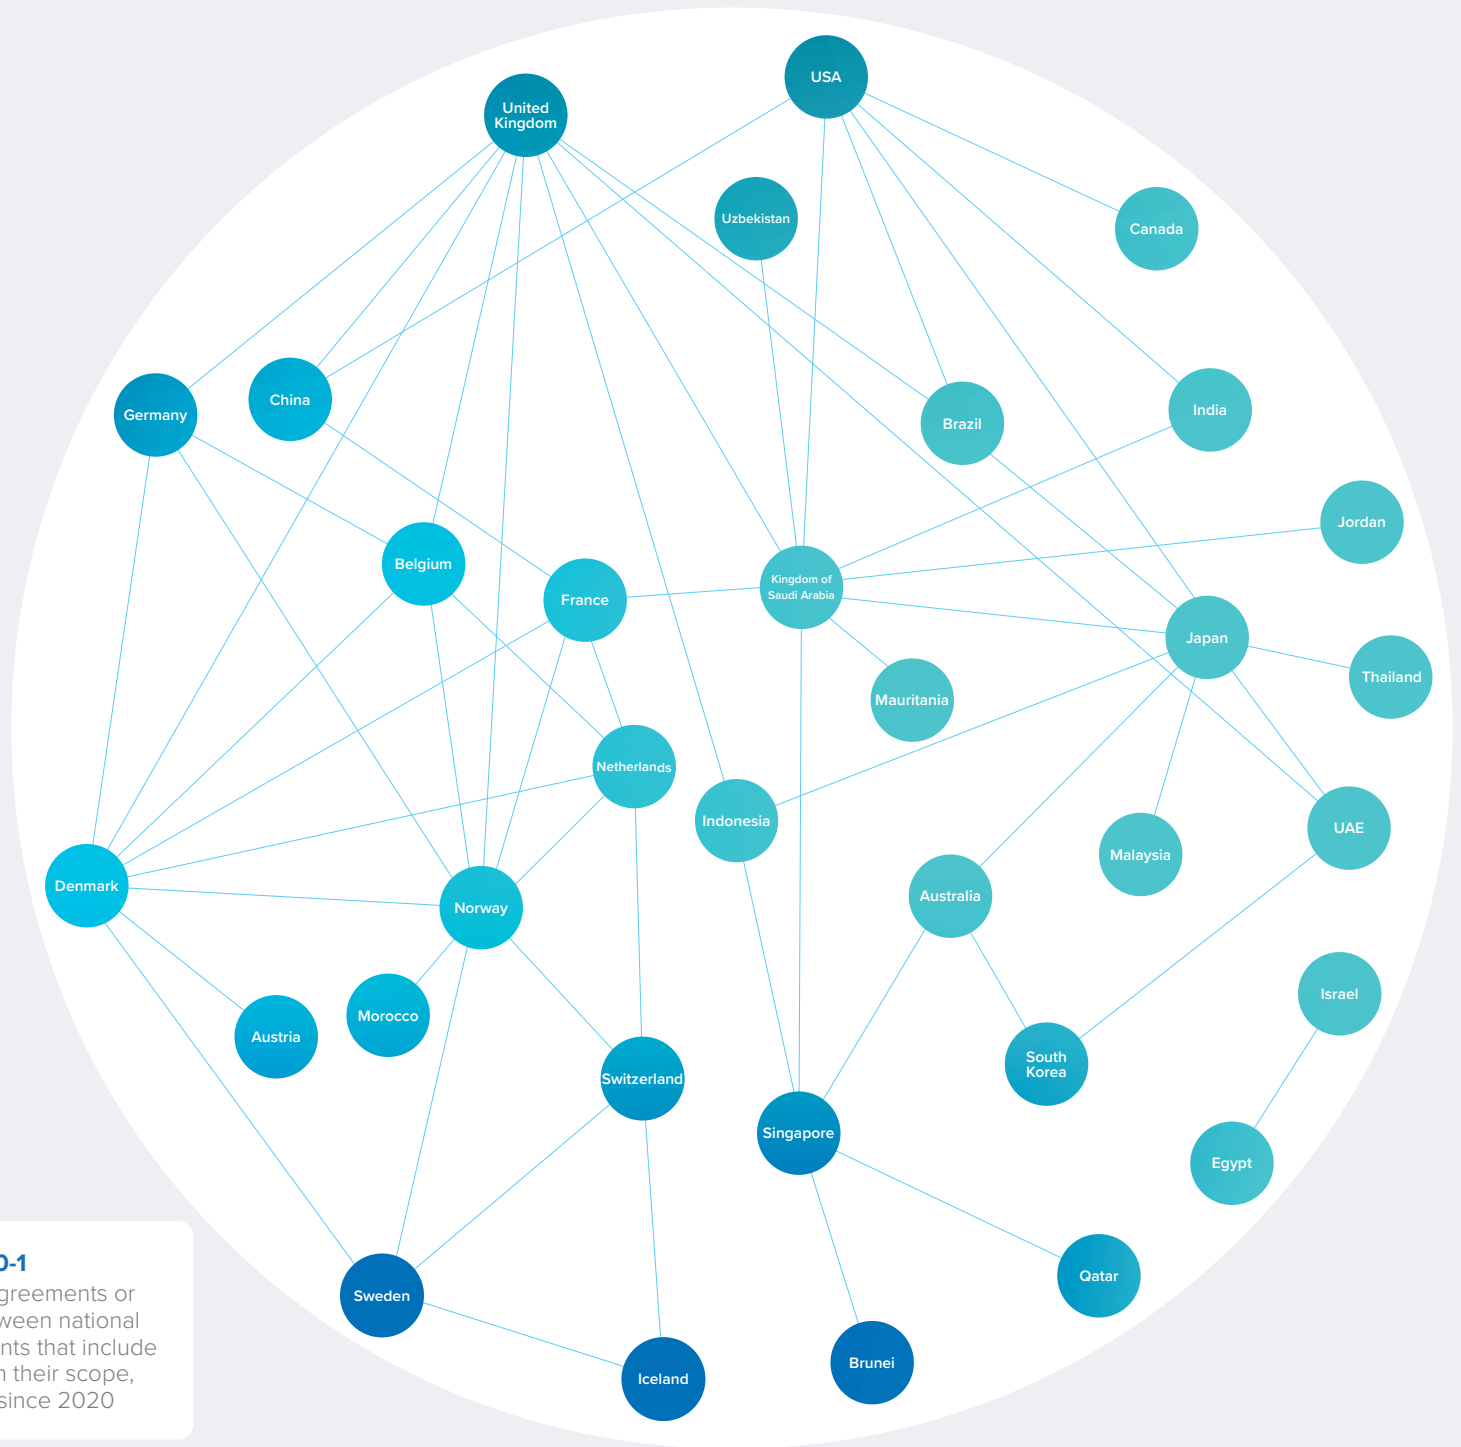 USA
United
Kingdom
Uzbekistan
Canada
Germany
China
Brazil
India
Jordan
Belgium
France
Kingdom of
Saudi Arabia
Japan
Thailand
Mauritania
Netherlands
Indonesia
UAE
Malaysia
Denmark
Norway
Australia
Israel
Morocco
Austria
South
Korea
Switzerland
Singapore
Egypt
0-1
greements or
ween national
nts that include
n their scope,
since 2020
Sweden
Qatar
Iceland
Brunei